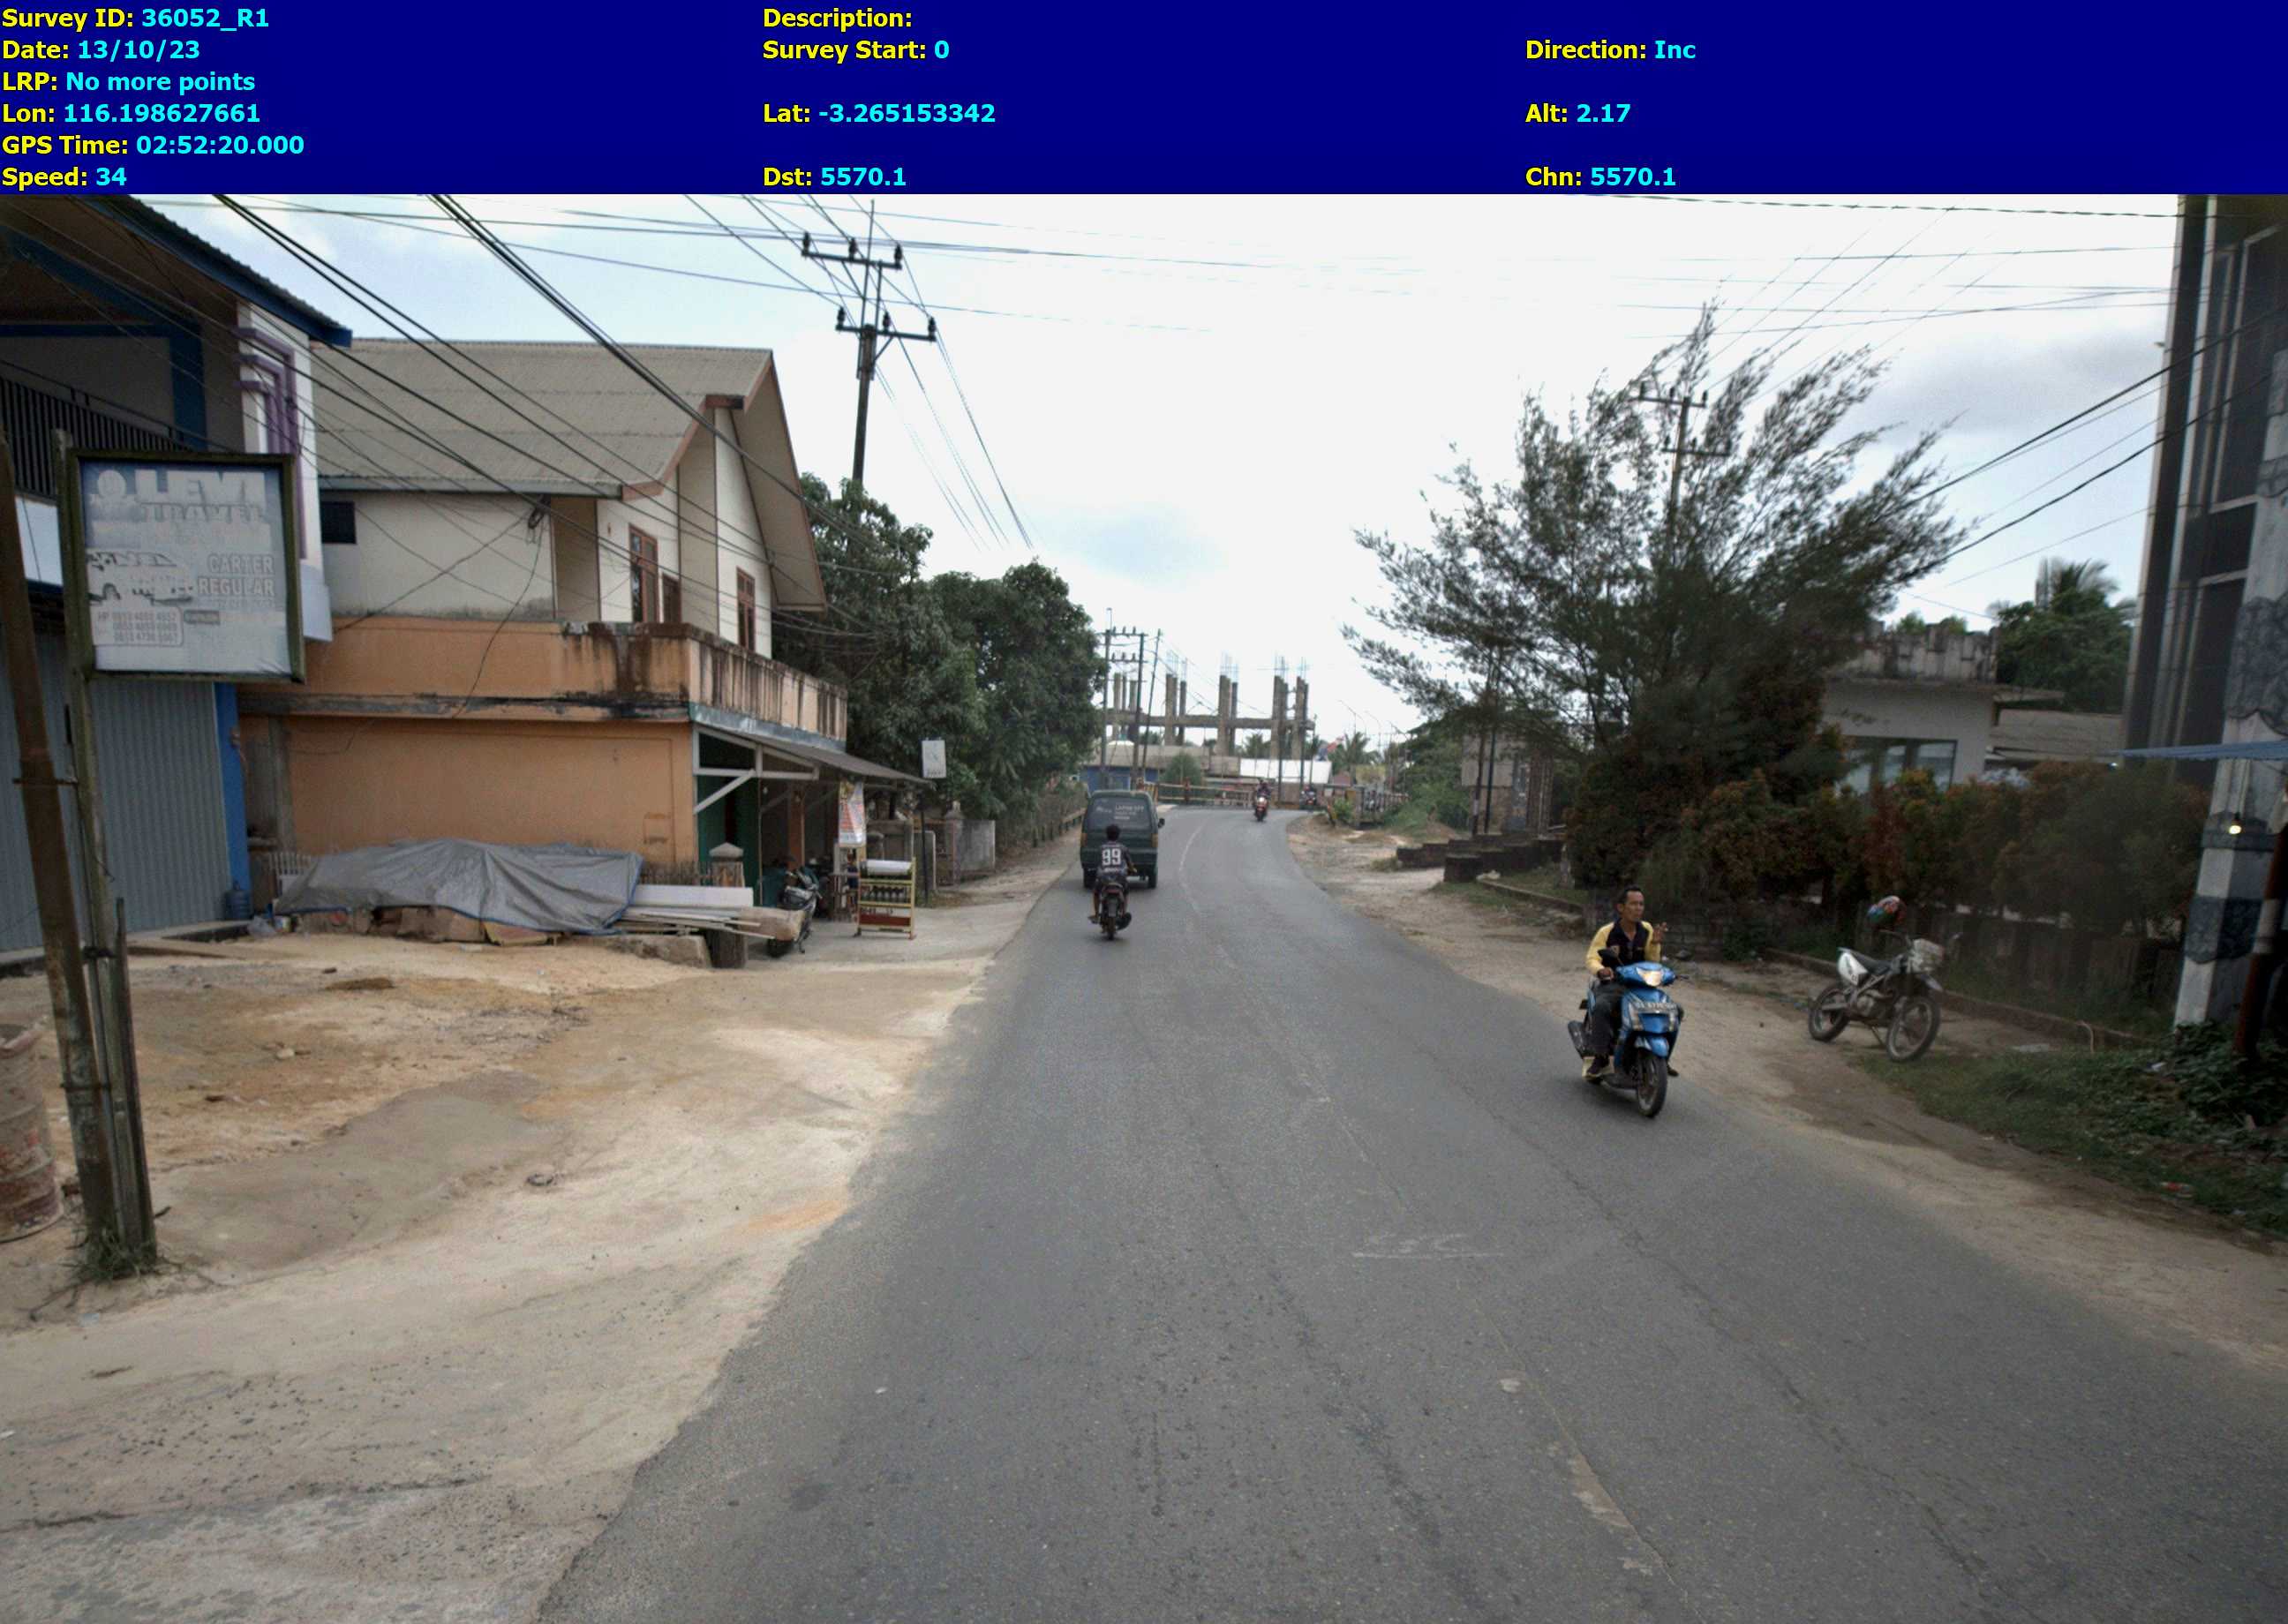 Survey ID: 36052_R1
Description:
Date: 13/10/23
Survey Start: 0
Direction: Inc
LRP: No more points
Lon: 116.198627661
Lat: -3.265153342
Alt: 2.17
GPS Time: 02:52:20.000
Speed: 34
Dst: 5570.1
Chn: 5570.1
LEVI
TRAVEL
CARTER
REGULAR
99